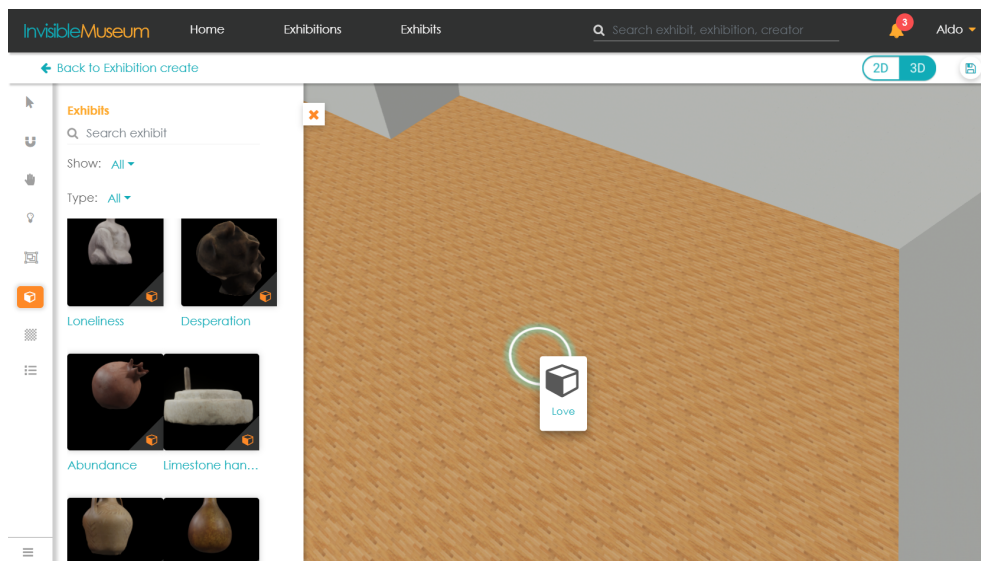 InvisibleMuseum Home Exhibitions Exhibits Search exhibit, exhibition, creator 3 Aldo
Back to Exhibition create 2D 3D
Exhibits
Search exhibit
Show: All
Type: All
Loneliness Desperation
Love
Abundance Limestone han...